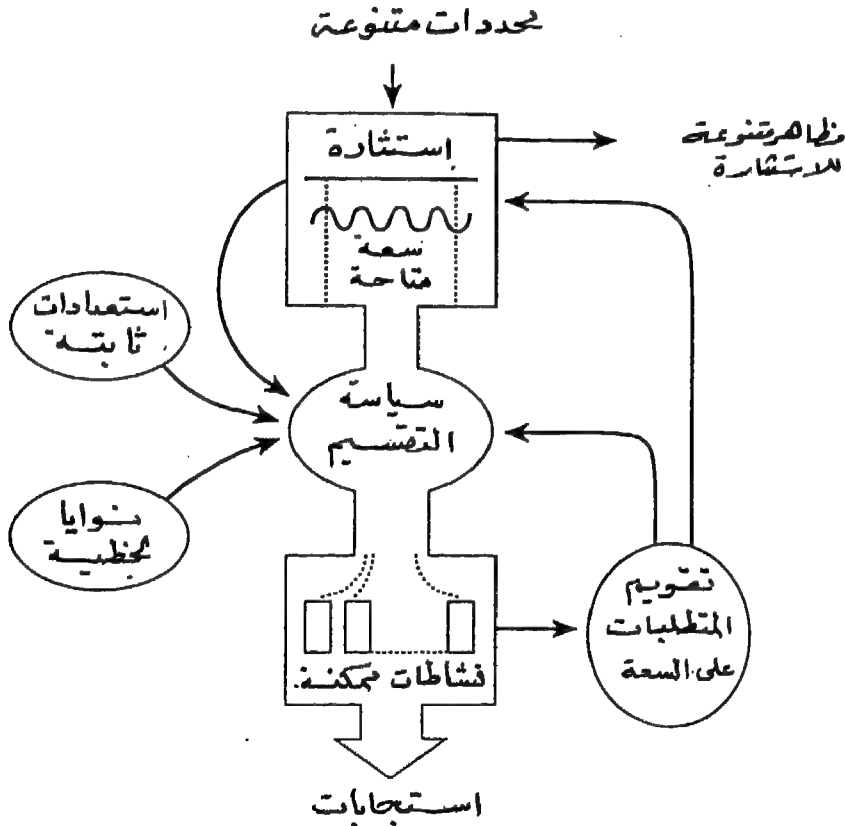 محددات متنوعة
إستثارة
مظاهر متنوعة
للاستثارة
سعة
متاحة
استعدادات
ثابتة
سياسة
التقسيم
نوايا
لحظية
تقويم
المتطلبات
على السعة
نشاطات ممكنة.
استجابات